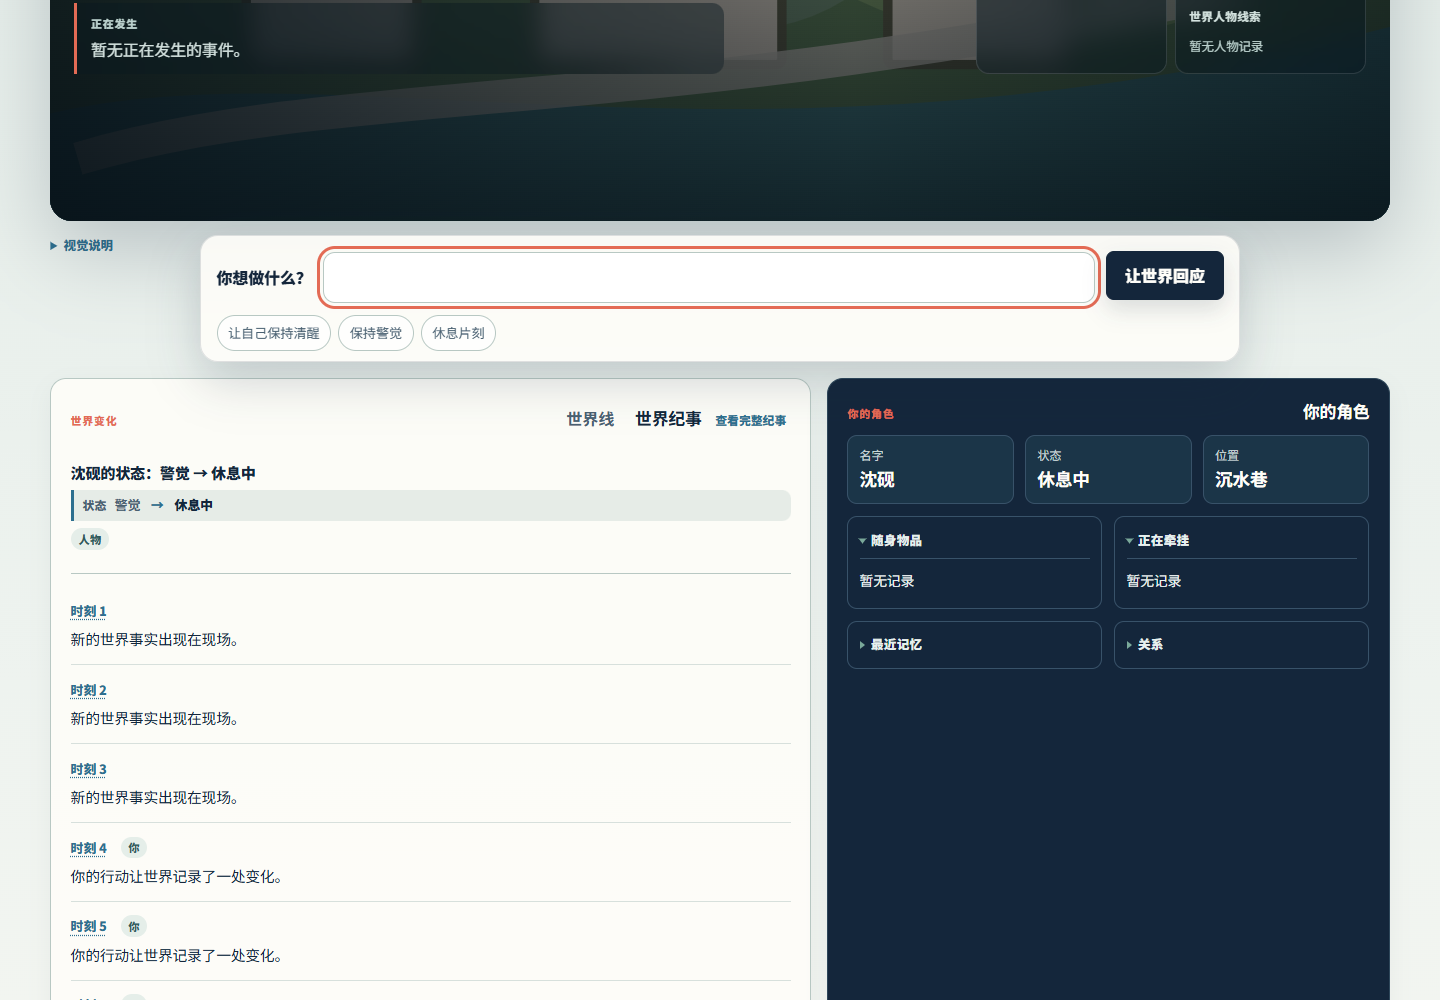 正在发生
暂无正在发生的事件。
世界人物线索
暂无人物记录
视觉说明
你想做什么?
让世界回应
让自己保持清醒
保持警觉
休息片刻
世界变化
世界线 世界纪事 查看完整纪事
沈砚的状态：警觉 → 休息中
状态 警觉 → 休息中
人物
时刻 1
新的世界事实出现在现场。
时刻 2
新的世界事实出现在现场。
时刻 3
新的世界事实出现在现场。
时刻 4 你
你的行动让世界记录了一处变化。
时刻 5 你
你的行动让世界记录了一处变化。
你的角色
你的角色
名字
沈砚
状态
休息中
位置
沉水巷
随身物品
暂无记录
正在牵挂
暂无记录
最近记忆
关系